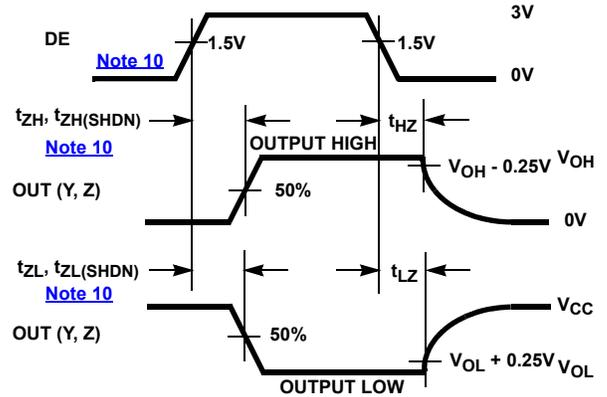 3V
DE
1.5V
1.5V
Note 10
0V
tZH, tZH(SHDN)
tHZ
Note 10
OUTPUT HIGH
VOH - 0.25V VOH
OUT (Y, Z)
50%
0V
tZL, tZL(SHDN)
tLZ
Note 10
VCC
OUT (Y, Z)
50%
VOL + 0.25V VOL
OUTPUT LOW